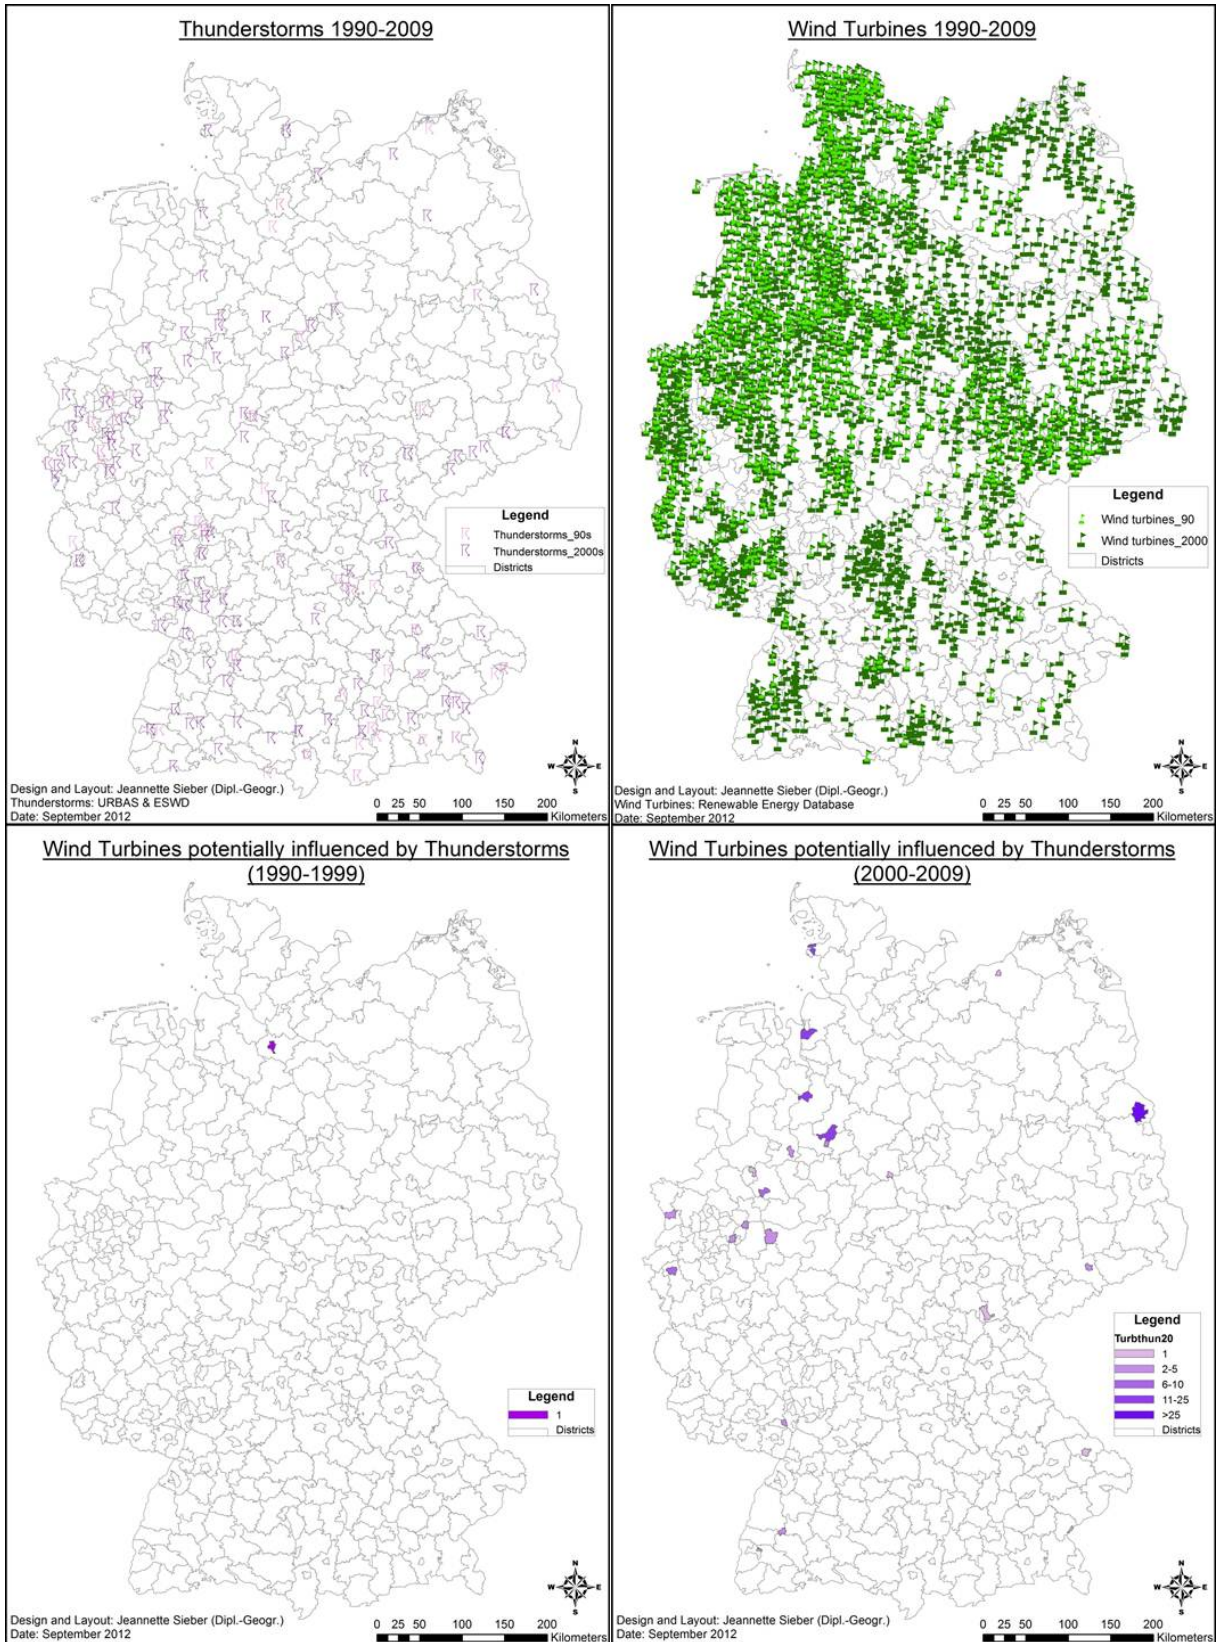 Thunderstorms 1990-2009
Legend
Thunderstorms_90s
Thunderstorms_2000s
Districts
N
W E
S
Design and Layout: Jeannette Sieber (Dipl.-Geogr.)
Thunderstorms: URBAS & ESWD
Date: September 2012
0 25 50 100 150 200
Kilometers
Wind Turbines 1990-2009
Legend
Wind turbines_90
Wind turbines_2000
Districts
N
W E
S
Design and Layout: Jeannette Sieber (Dipl.-Geogr.)
Wind Turbines: Renewable Energy Database
Date: September 2012
0 25 50 100 150 200
Kilometers
Wind Turbines potentially influenced by Thunderstorms
(1990-1999)
Legend
1
Districts
N
W E
S
Design and Layout: Jeannette Sieber (Dipl.-Geogr.)
Date: September 2012
0 25 50 100 150 200
Kilometers
Wind Turbines potentially influenced by Thunderstorms
(2000-2009)
Legend
Turbthun20
1
2-5
6-10
11-25
>25
Districts
N
W E
S
Design and Layout: Jeannette Sieber (Dipl.-Geogr.)
Date: September 2012
0 25 50 100 150 200
Kilometers